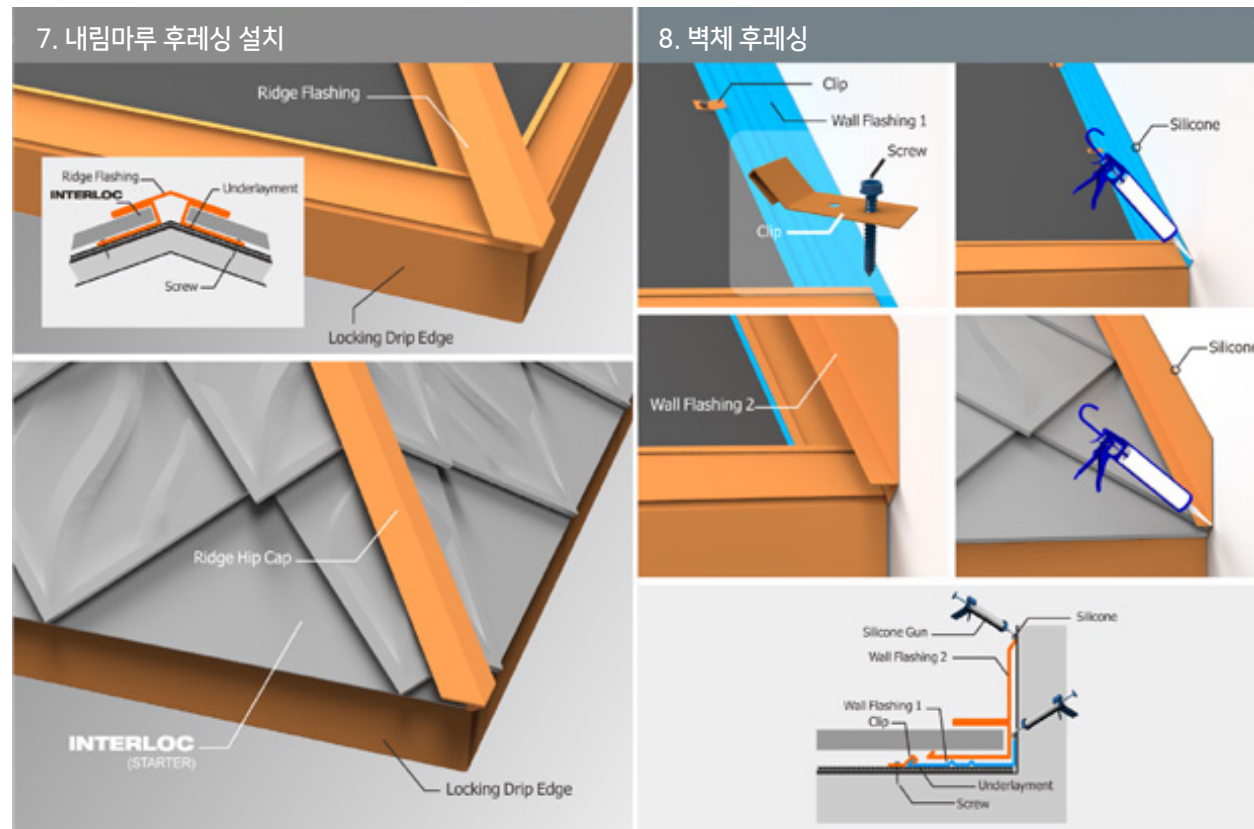 7. 내림마루 후레싱 설치
Ridge Flashing
Ridge Flashing
INTERLOC
Underlayment
Screw
Locking Drip Edge
Ridge Hip Cap
INTERLOC
(STARTER)
Locking Drip Edge
8. 벽체 후레싱
Clip
Wall Flashing 1
Screw
Clip
Silicone
Wall Flashing 2
Silicone
Silicone Gun
Silicone
Wall Flashing 2
Wall Flashing 1
Clip
Underlayment
Screw